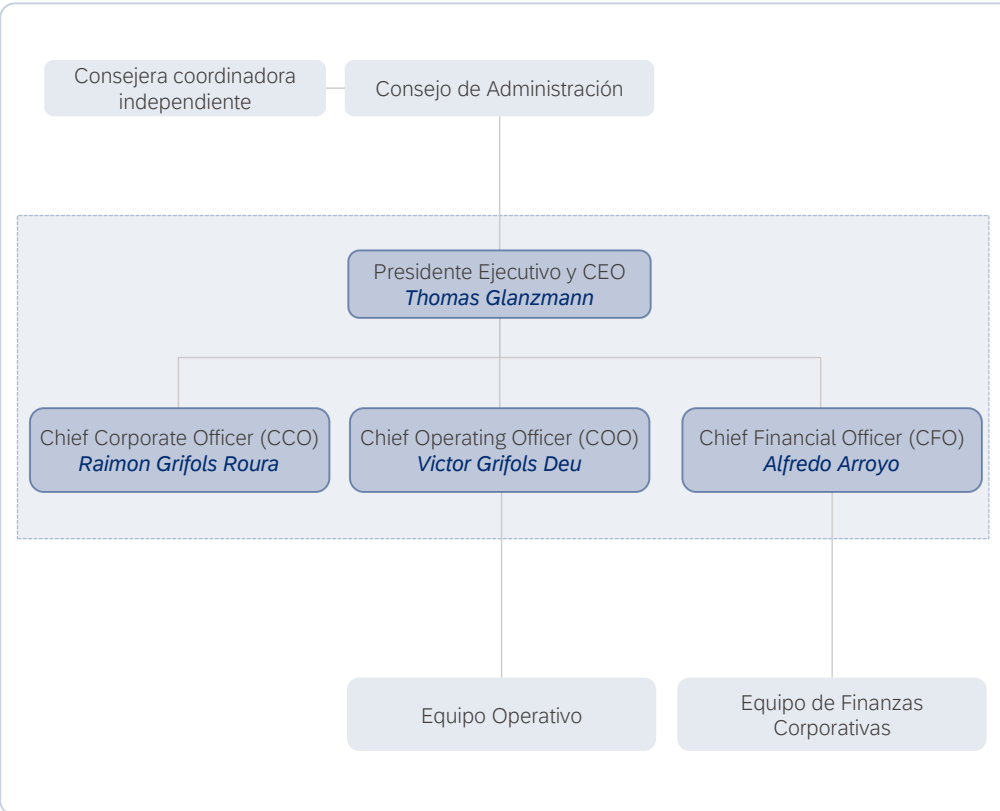 Consejera coordinadora
independiente
Consejo de Administración
Presidente Ejecutivo y CEO
Thomas Glanzmann
Chief Corporate Officer (CCO)
Raimon Grifols Roura
Chief Operating Officer (COO)
Victor Grifols Deu
Chief Financial Officer (CFO)
Alfredo Arroyo
Equipo Operativo
Equipo de Finanzas
Corporativas